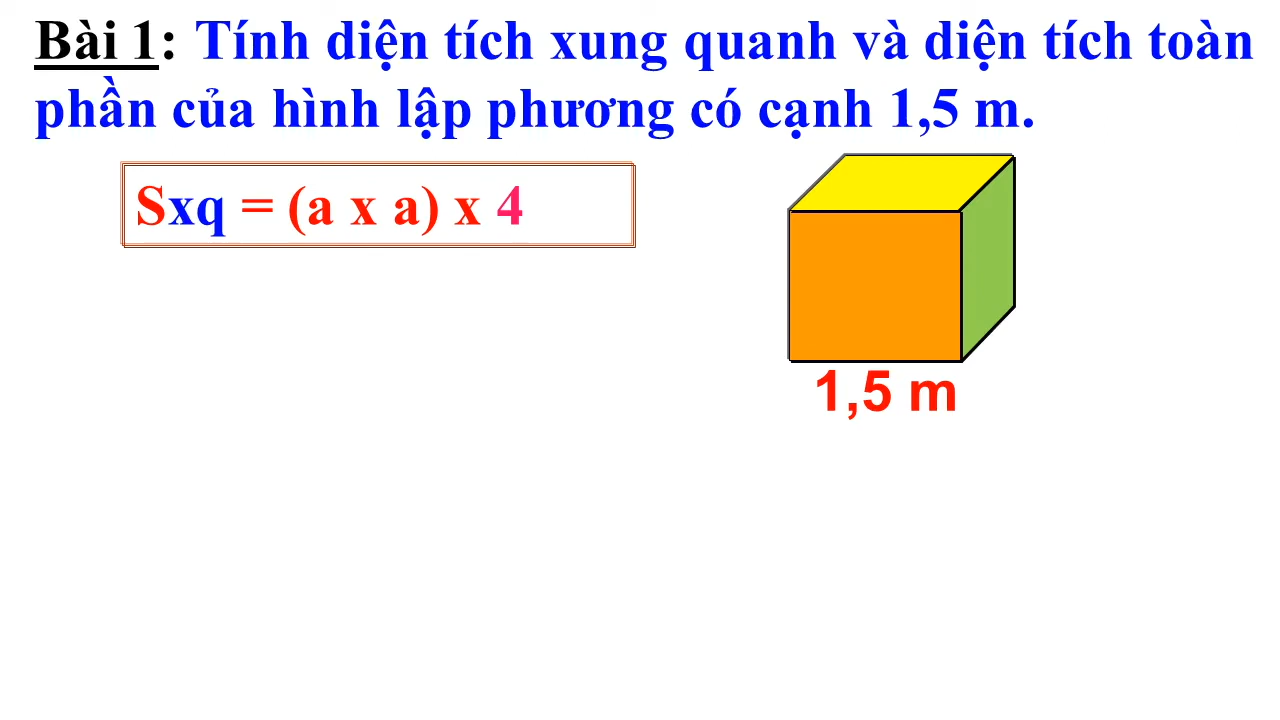 Bài 1: Tính diện tích xung quanh và diện tích toàn
phần của hình lập phương có cạnh 1,5 m.
Sxq = (a x a) x 4
1,5 m